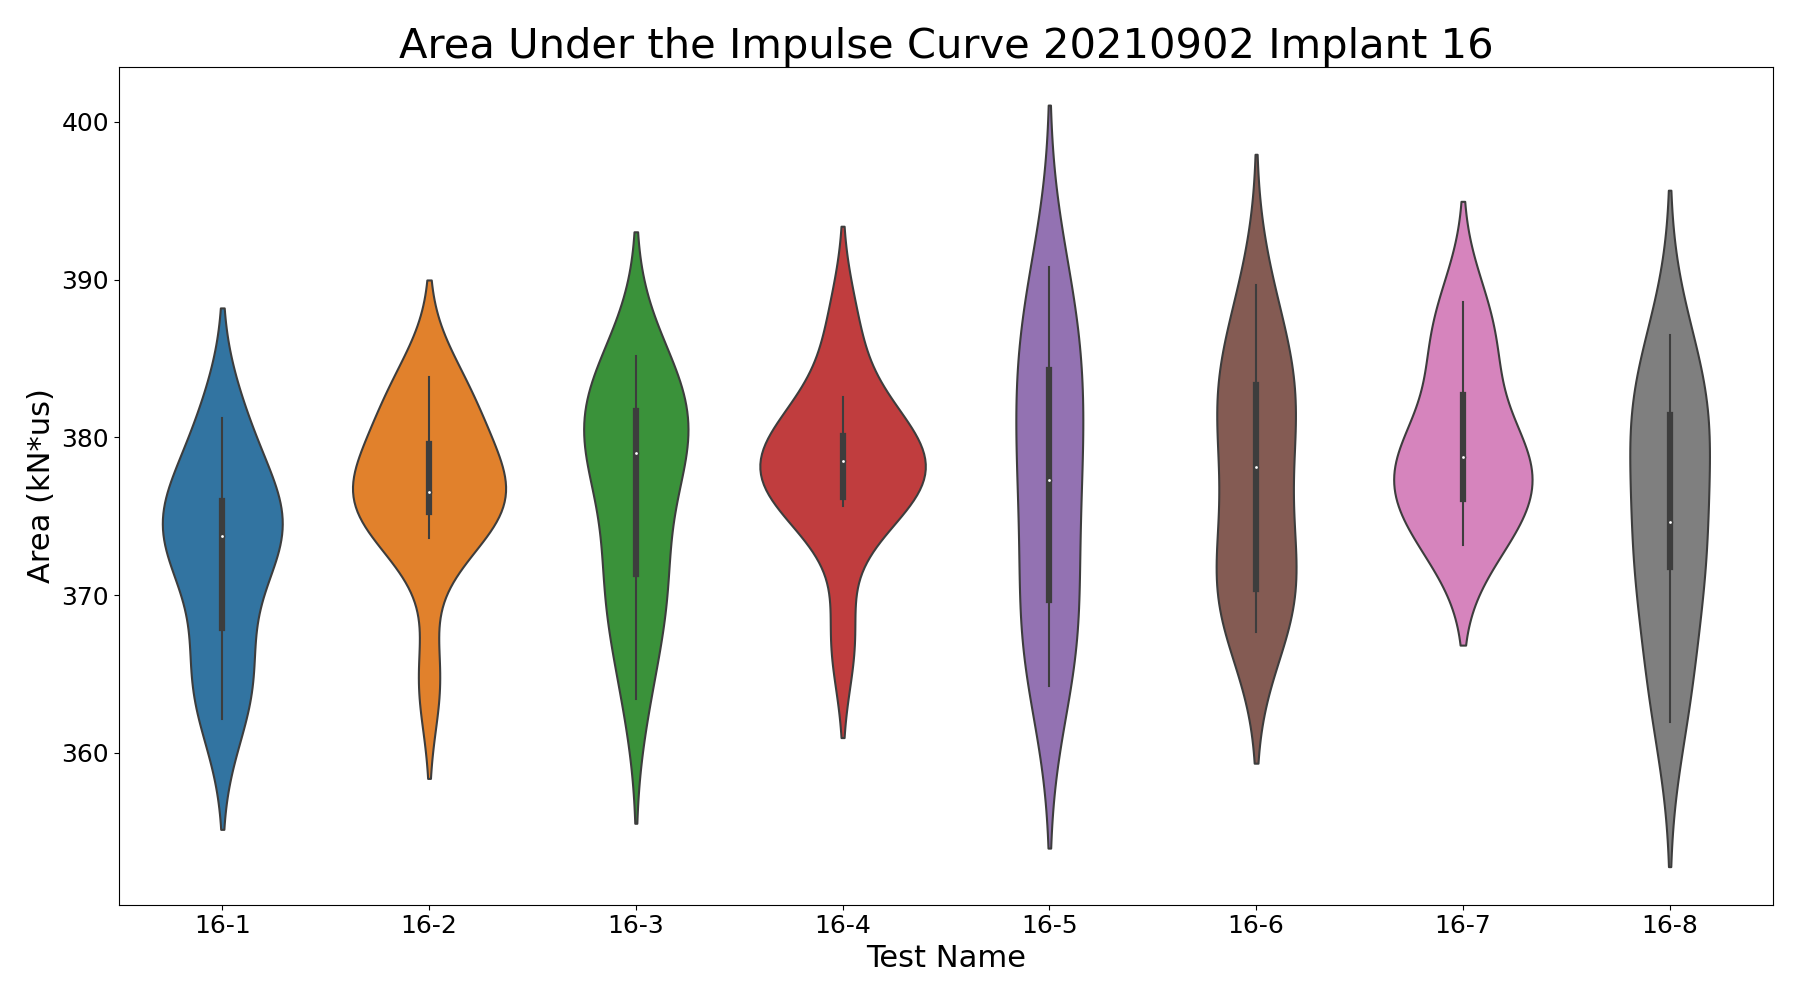 Area Under the Impulse Curve 20210902 Implant 16
400
390
380
370
360
Area (kN*us)
16-1 16-2 16-3 16-4 16-5 16-6 16-7 16-8
Test Name